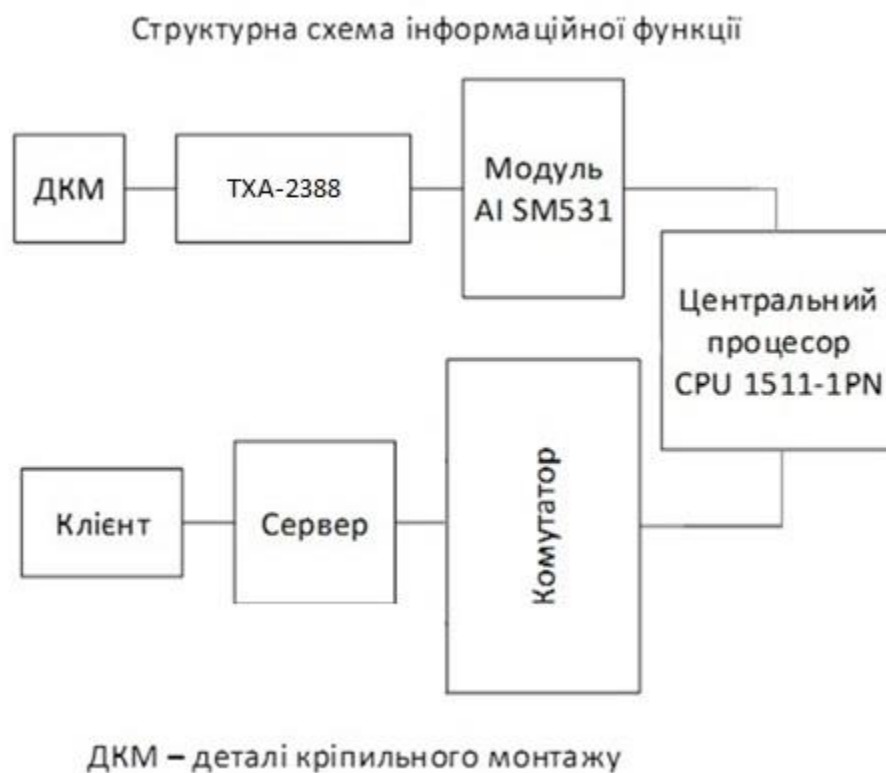 Структурна схема інформаційної функції
ДКМ
ТХА-2388
Модуль
AI SM531
Центральний
процесор
CPU 1511-1PN
Клієнт
Сервер
Комутатор
ДКМ – деталі кріпильного монтажу